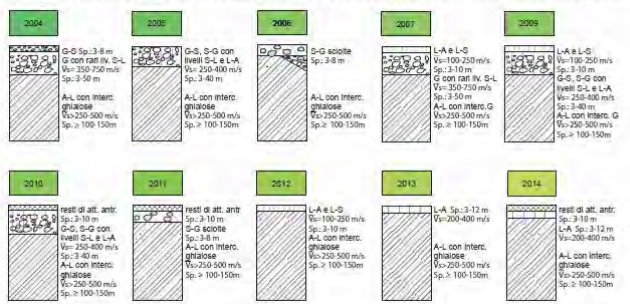 2004
G-S Sp.:3-8 m
G con rari liv. S-L
Vs= 350-750 m/s
Sp.:3-50 m
A-L con interc.
ghiaiose
Vs>250-500 m/s
Sp. ≥ 100-150m
2005
G-S, S-G con
livelli S-L e L-A
Vs= 250-400 m/s
Sp.:3-40 m
A-L con interc.
ghiaiose
Vs>250-500 m/s
Sp. ≥ 100-150m
2006
S-G sciolte
Sp.:3-8 m
A-L con interc.
ghiaiose
Vs>250-500 m/s
Sp. ≥ 100-150m
2007
L-A e L-S
Vs=100-250 m/s
Sp.:3-10 m
G con rari liv. S-L
Vs= 350-750 m/s
Sp.:3-50 m
A-L con interc.G
Vs>250-500 m/s
Sp. ≥ 100-150m
2009
L-A e L-S
Vs=100-250 m/s
Sp.:3-10 m
G-S, S-G con
livelli S-L e L-A
Vs= 250-400 m/s
Sp.:3-40 m
A-L con interc. G
Vs>250-500 m/s
Sp. ≥ 100-150m
2010
resti di att. antr.
Sp.:3-10 m
G-S, S-G con
livelli S-L e L-A
Vs= 250-400 m/s
Sp.:3-40 m
A-L con interc.
ghiaiose
Vs>250-500 m/s
Sp. ≥ 100-150m
2011
resti di att. antr.
Sp.:3-10 m
S-G sciolte
Sp.:3-8 m
A-L con interc.
ghiaiose
Vs>250-500 m/s
Sp. ≥ 100-150m
2012
L-A e L-S
Vs=100-250 m/s
Sp.:3-10 m
A-L con interc.
ghiaiose
Vs>250-500 m/s
Sp. ≥ 100-150m
2013
L-A Sp.:3-12 m
Vs=200-400 m/s
A-L con interc.
ghiaiose
Vs>250-500 m/s
Sp. ≥ 100-150m
2014
resti di att. antr.
Sp.:3-10 m
L-A Sp.:3-12 m
Vs=200-400 m/s
A-L con interc.
ghiaiose
Vs>250-500 m/s
Sp. ≥ 100-150m